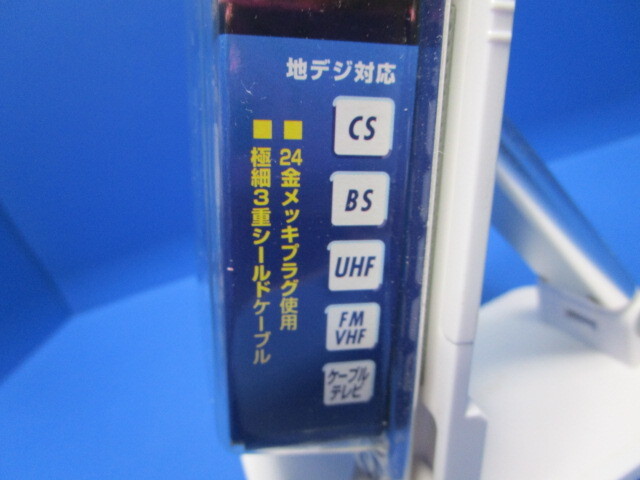 地デジ対応
CS
BS
UHF
FM
VHF
ケーブル
テレビ
■24金メッキプラグ使用
■極細3重シールドケーブル